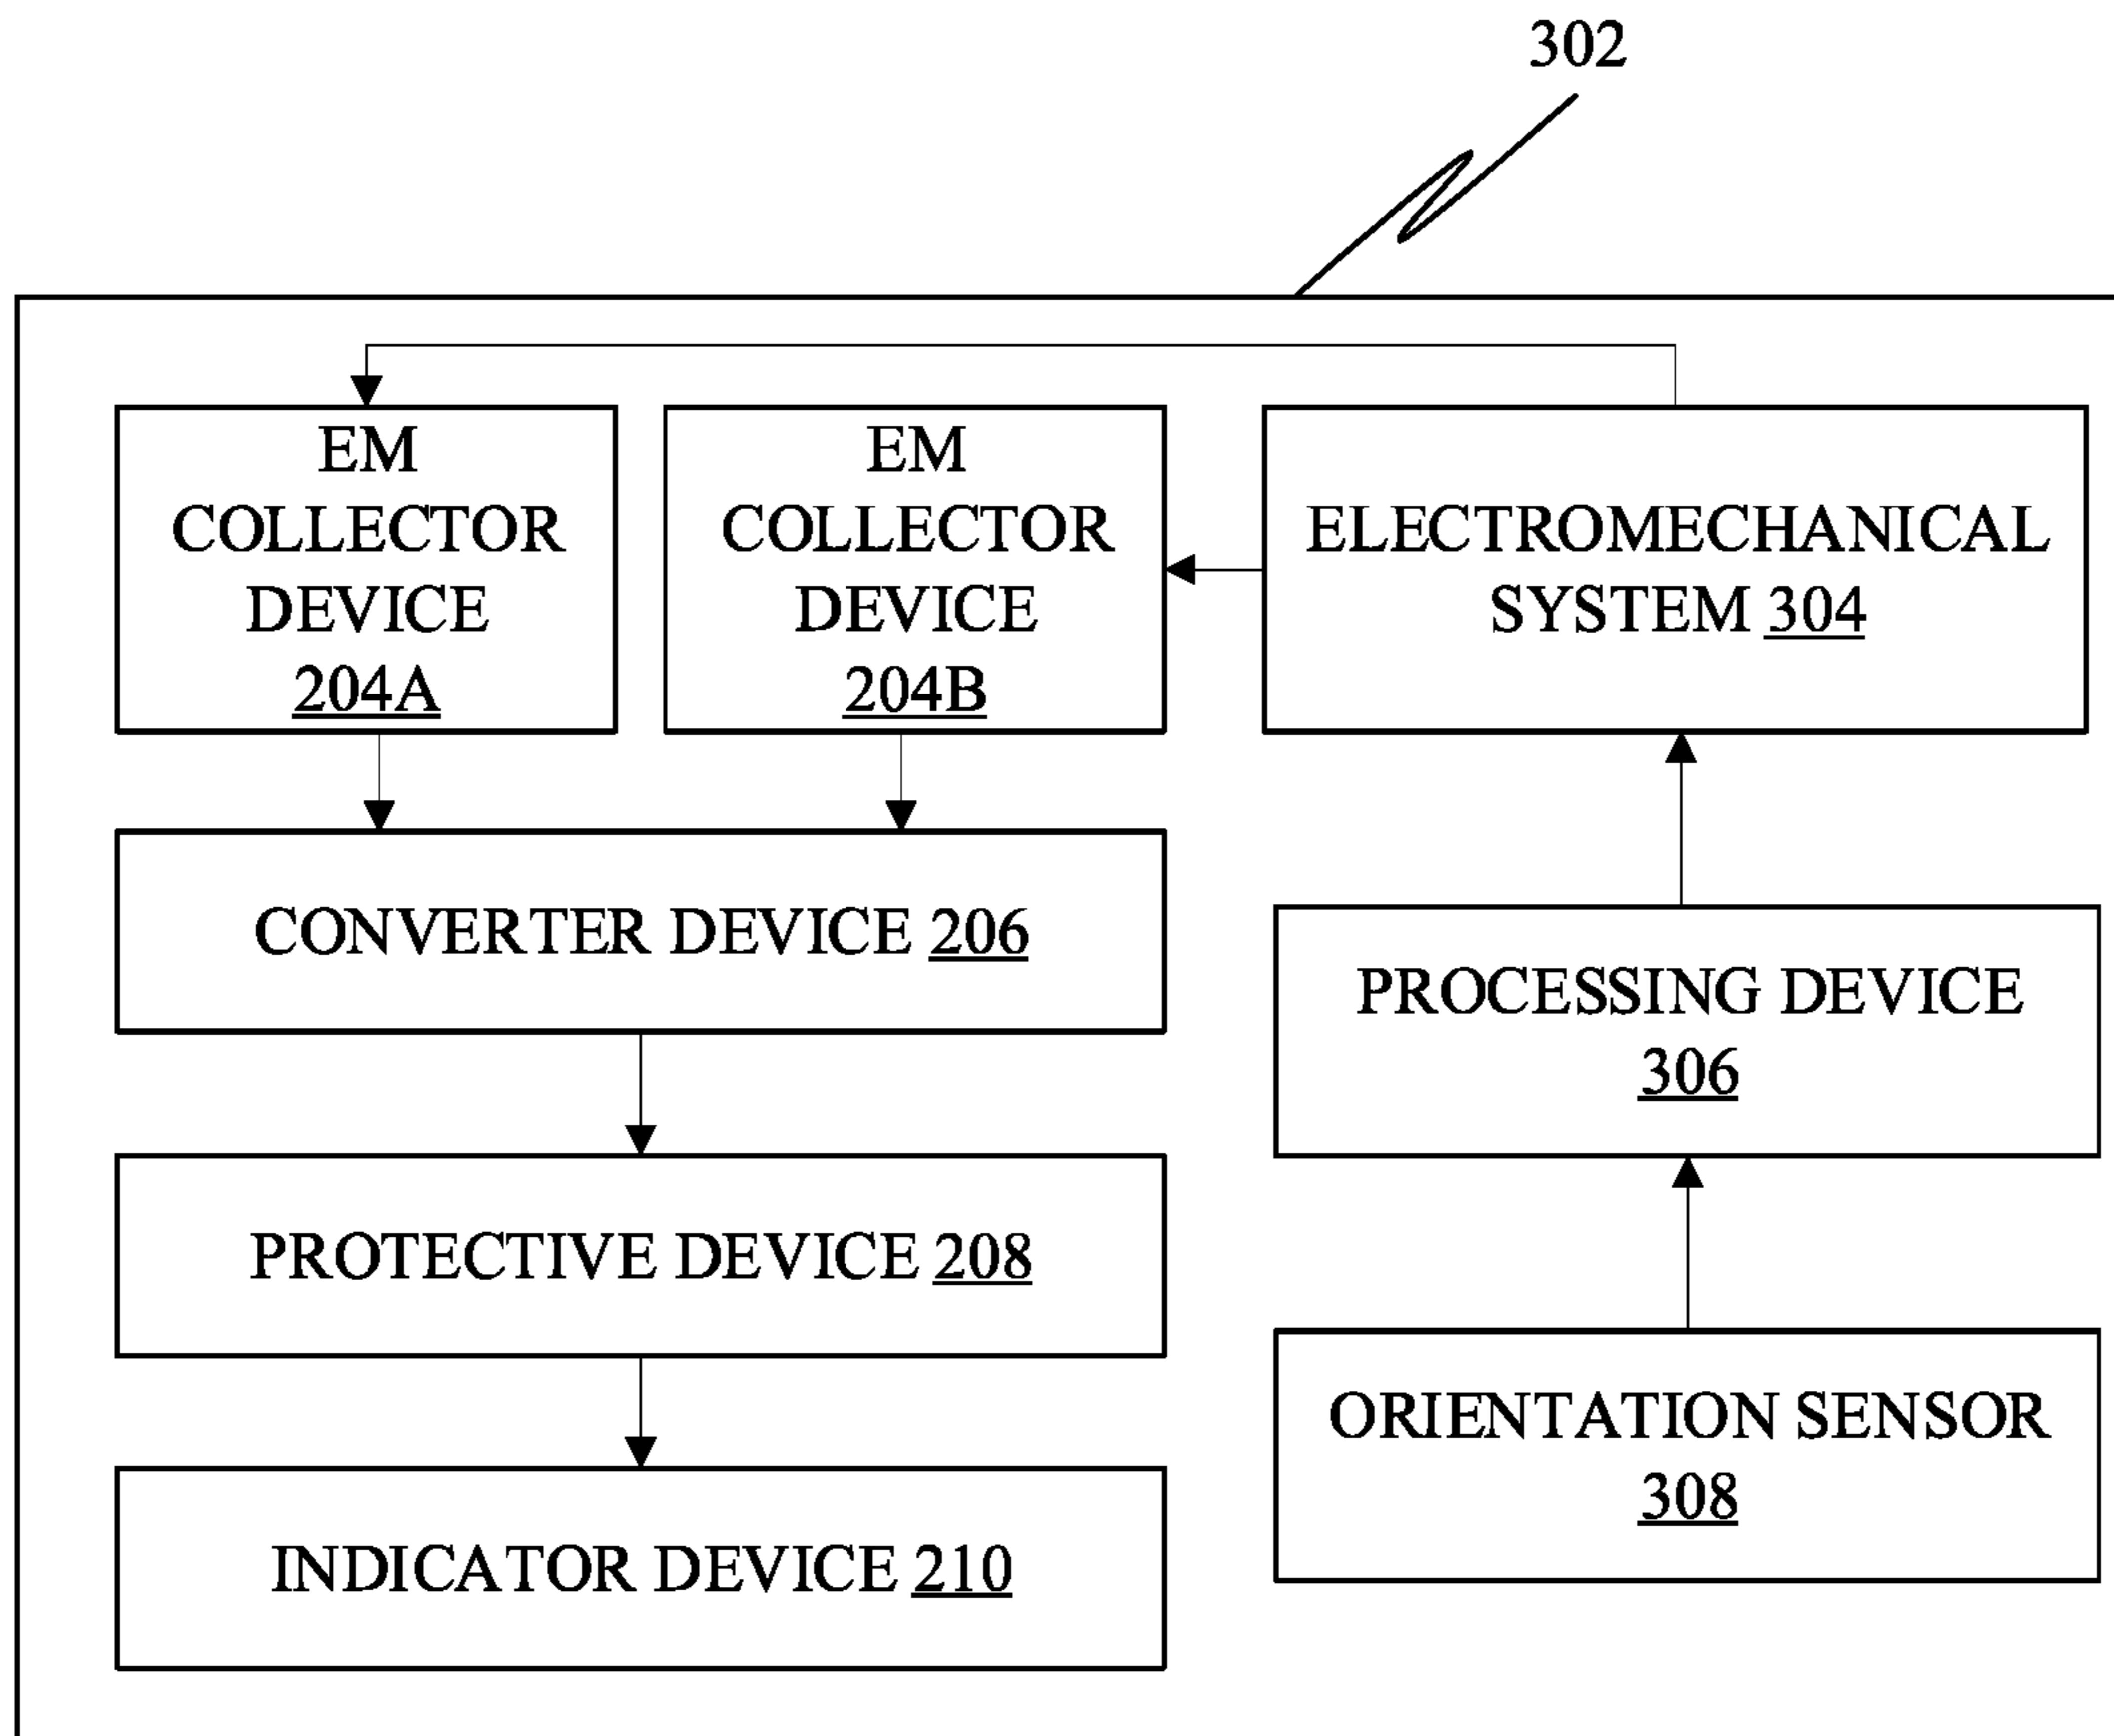 302
EM
COLLECTOR
DEVICE
204A
EM
COLLECTOR
DEVICE
204B
ELECTROMECHANICAL
SYSTEM 304
CONVERTER DEVICE 206
PROCESSING DEVICE
306
PROTECTIVE DEVICE 208
ORIENTATION SENSOR
308
INDICATOR DEVICE 210